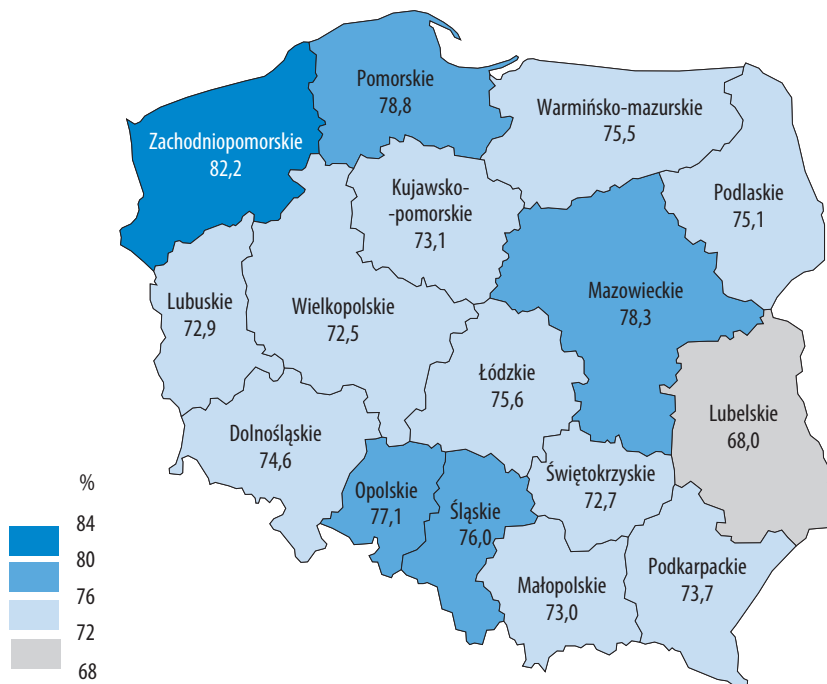 Pomorskie
78,8
Warmińsko-mazurskie
75,5
Zachodniopomorskie
82,2
Kujawsko-
-pomorskie
73,1
Podlaskie
75,1
Lubuskie
72,9
Wielkopolskie
72,5
Mazowieckie
78,3
Łódzkie
75,6
Lubelskie
68,0
Dolnośląskie
74,6
Opolskie
77,1
Śląskie
76,0
Świętokrzyskie
72,7
Małopolskie
73,0
Podkarpackie
73,7
%
84
80
76
72
68